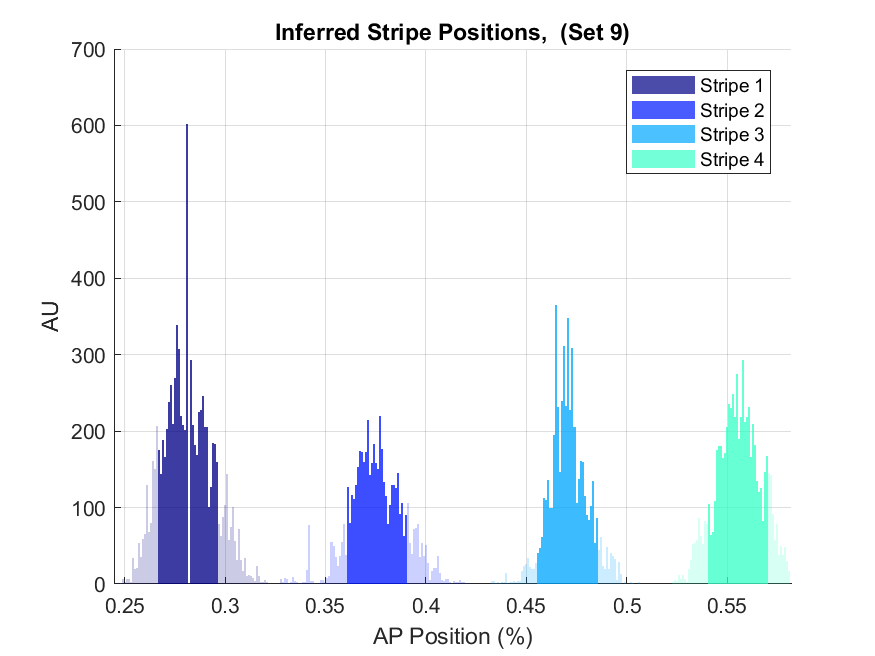 Inferred Stripe Positions,  (Set 9)
700
600
500
400
300
200
100
0
AU
Stripe 1
Stripe 2
Stripe 3
Stripe 4
0.25 0.3 0.35 0.4 0.45 0.5 0.55
AP Position (%)